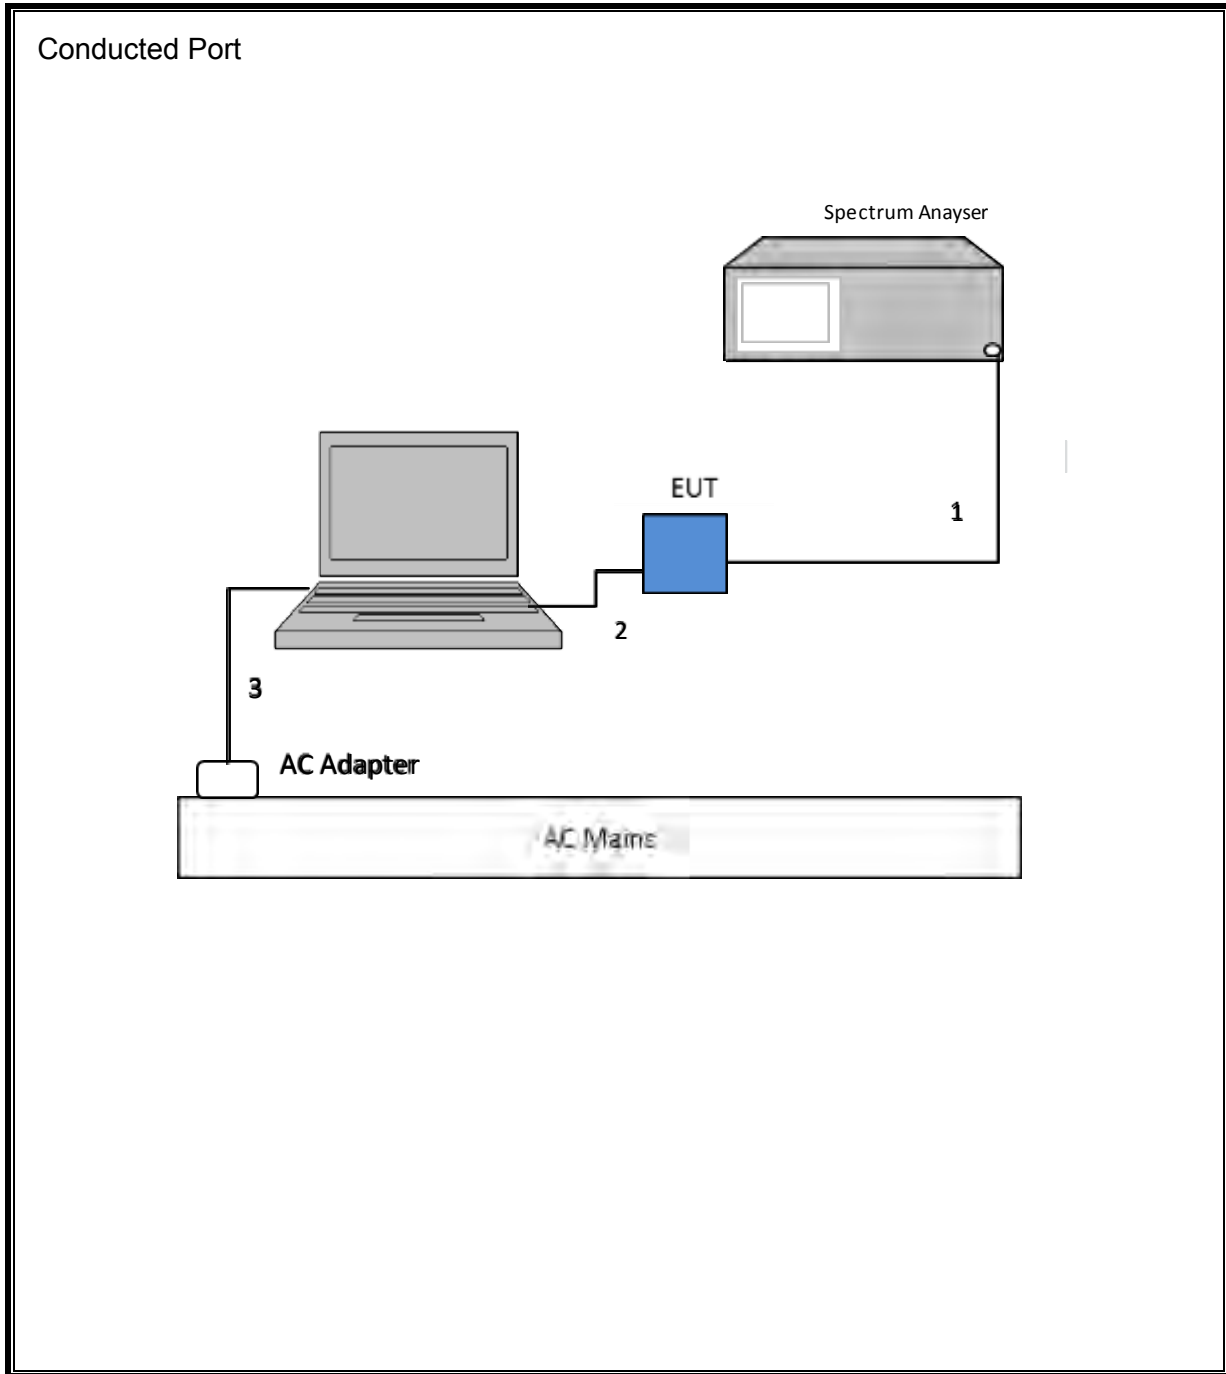 Conducted Port
Spectrum Anayser
EUT
1
2
3
AC Adapter
AC Mains